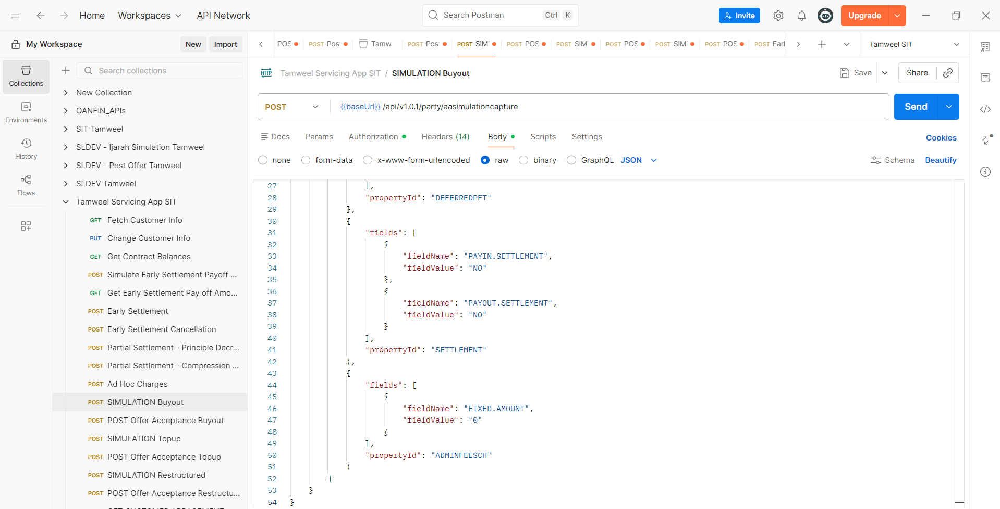 Home Workspaces API Network Search Postman Ctrl K Invite Upgrade
My Workspace New Import
POS POST Pos POST Tamw POST Pos POST SIM POST POS POST SIM POST POS POST SIM POST POS POST Earl Tamweel SIT
Collections
Environments
History
Flows
Search collections
New Collection
OANFIN_APIs
SIT Tamweel
SLDEV - Ijarah Simulation Tamweel
SLDEV - Post Offer Tamweel
SLDEV Tamweel
Tamweel Servicing App SIT
GET Fetch Customer Info
PUT Change Customer Info
GET Get Contract Balances
POST Simulate Early Settlement Payoff ...
GET Get Early Settlement Pay off Amo...
POST Early Settlement
POST Early Settlement Cancellation
POST Partial Settlement - Principle Decr...
POST Partial Settlement - Compression ...
POST Ad Hoc Charges
POST SIMULATION Buyout
POST POST Offer Acceptance Buyout
POST SIMULATION Topup
POST POST Offer Acceptance Topup
POST SIMULATION Restructured
POST POST Offer Acceptance Restructu...
HTTP Tamweel Servicing App SIT / SIMULATION Buyout Save Share
POST {{baseUrl}} /api/v1.0.1/party/aasimulationcapture Send
Docs Params Authorization Headers (14) Body Scripts Settings Cookies
none form-data x-www-form-urlencoded raw binary GraphQL JSON Schema Beautify
27 ],
28 "propertyId": "DEFERREDPFT"
29 },
30 {
31 "fields": [
32 {
33 "fieldName": "PAYIN.SETTLEMENT",
34 "fieldValue": "NO"
35 },
36 {
37 "fieldName": "PAYOUT.SETTLEMENT",
38 "fieldValue": "NO"
39 }
40 ],
41 "propertyId": "SETTLEMENT"
42 },
43 {
44 "fields": [
45 {
46 "fieldName": "FIXED.AMOUNT",
47 "fieldValue": "0"
48 }
49 ],
50 "propertyId": "ADMINFEESCH"
51 }
52 ]
53 }
54 }